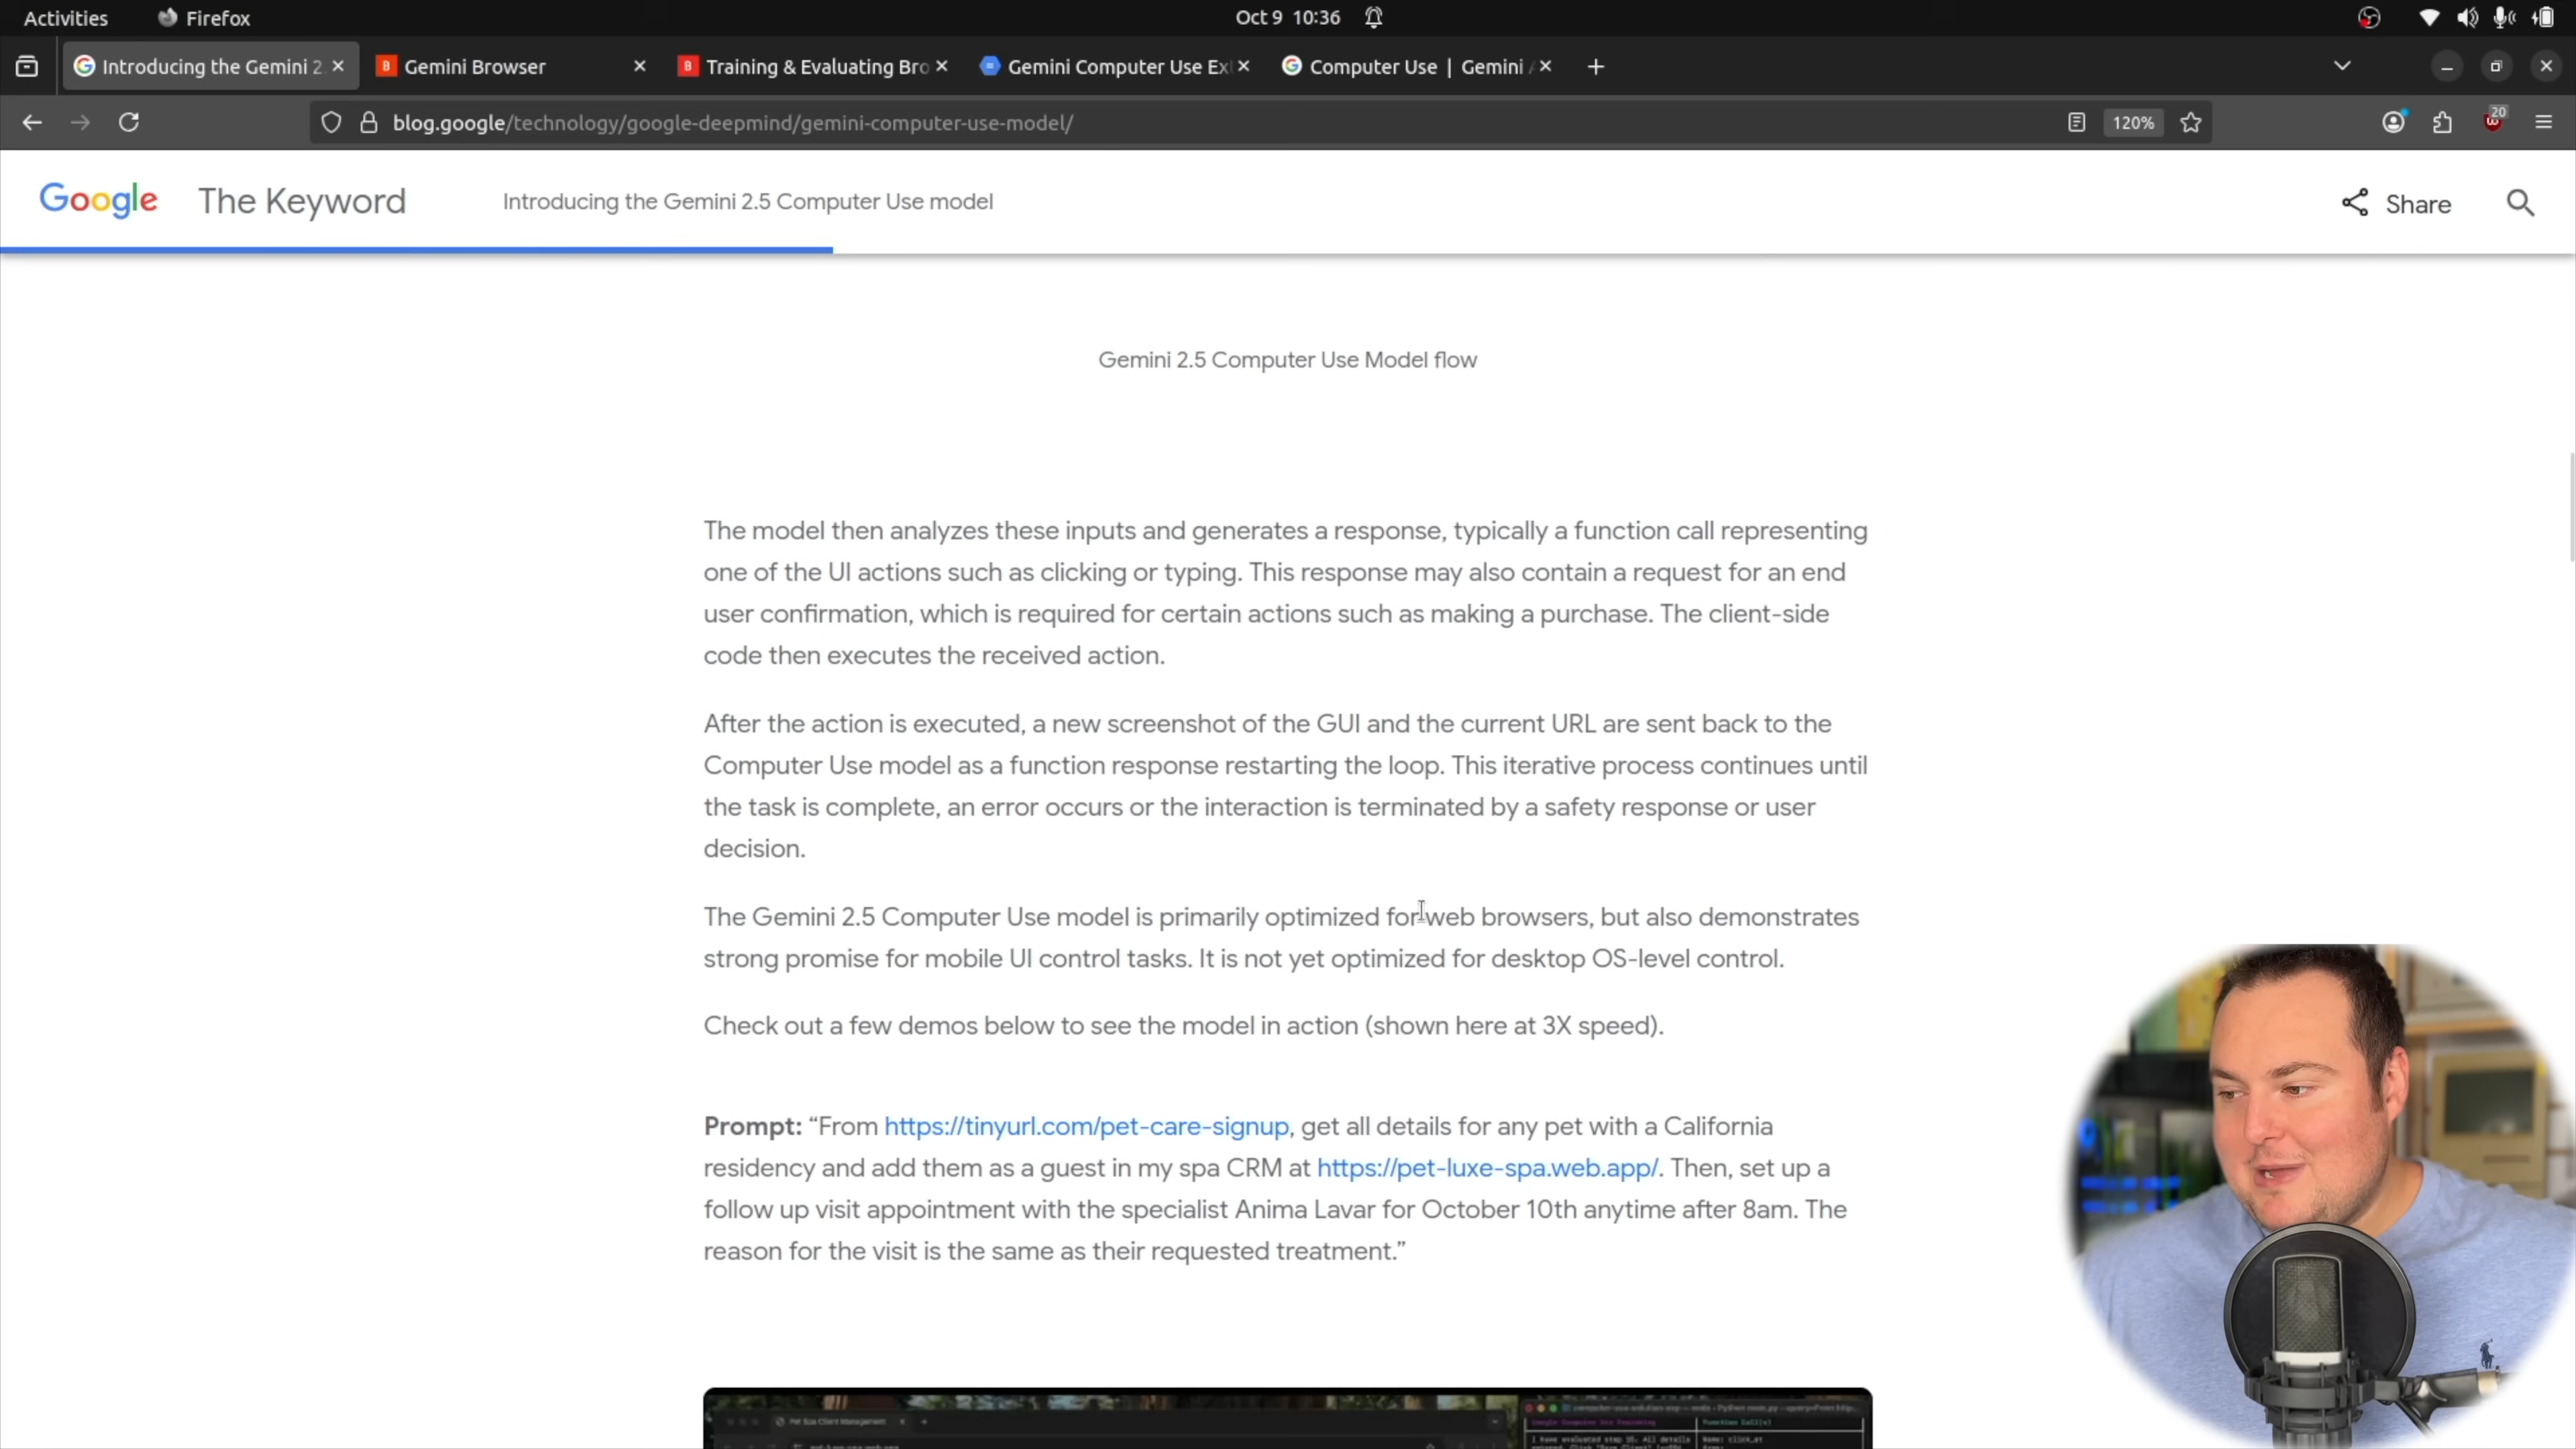 Activities
Firefox
Oct 9 10:36
Introducing the Gemini 2.
Gemini Browser
Training & Evaluating Bro
Gemini Computer Use Ex
Computer Use | Gemini
blog.google/technology/google-deepmind/gemini-computer-use-model/
120%
20
Google The Keyword
Introducing the Gemini 2.5 Computer Use model
Share
Gemini 2.5 Computer Use Model flow
The model then analyzes these inputs and generates a response, typically a function call representing
one of the UI actions such as clicking or typing. This response may also contain a request for an end
user confirmation, which is required for certain actions such as making a purchase. The client-side
code then executes the received action.
After the action is executed, a new screenshot of the GUI and the current URL are sent back to the
Computer Use model as a function response restarting the loop. This iterative process continues until
the task is complete, an error occurs or the interaction is terminated by a safety response or user
decision.
The Gemini 2.5 Computer Use model is primarily optimized for web browsers, but also demonstrates
strong promise for mobile UI control tasks. It is not yet optimized for desktop OS-level control.
Check out a few demos below to see the model in action (shown here at 3X speed).
Prompt: “From https://tinyurl.com/pet-care-signup, get all details for any pet with a California
residency and add them as a guest in my spa CRM at https://pet-luxe-spa.web.app/. Then, set up a
follow up visit appointment with the specialist Anima Lavar for October 10th anytime after 8am. The
reason for the visit is the same as their requested treatment.”
Pet Spa Client Management